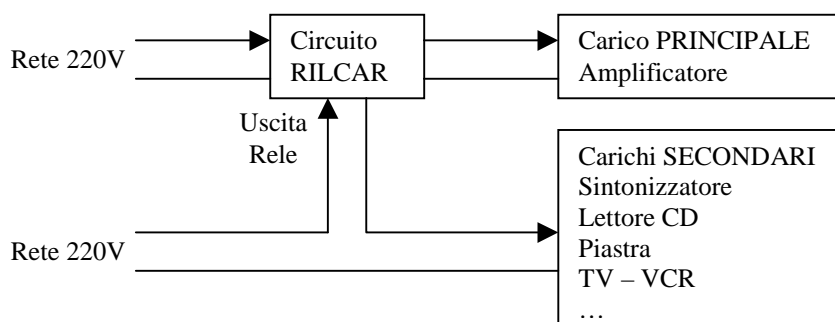 Rete 220V
Circuito
RILCAR
Carico PRINCIPALE
Amplificatore
Uscita
Rele
Rete 220V
Carichi SECONDARI
Sintonizzatore
Lettore CD
Piastra
TV – VCR
…